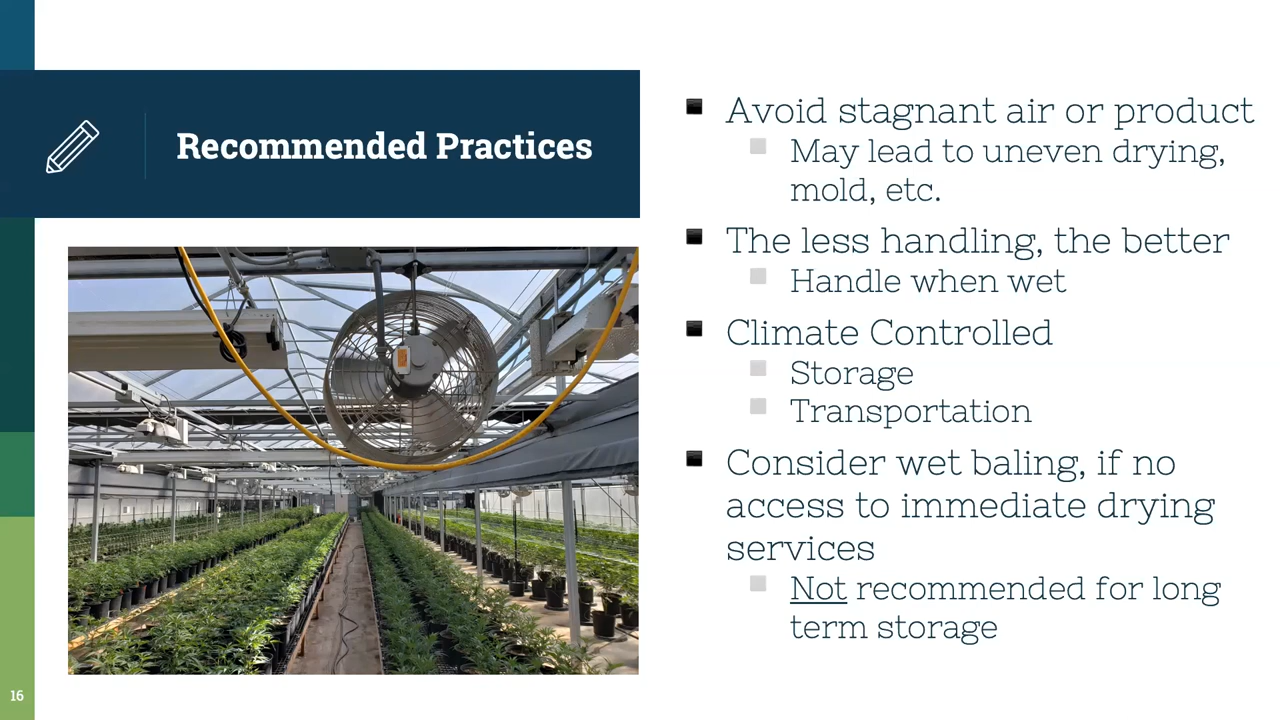 Recommended Practices
Avoid stagnant air or product
May lead to uneven drying,
mold, etc.
The less handling, the better
Handle when wet
Climate Controlled
Storage
Transportation
Consider wet baling, if no
access to immediate drying
services
Not recommended for long
term storage
16